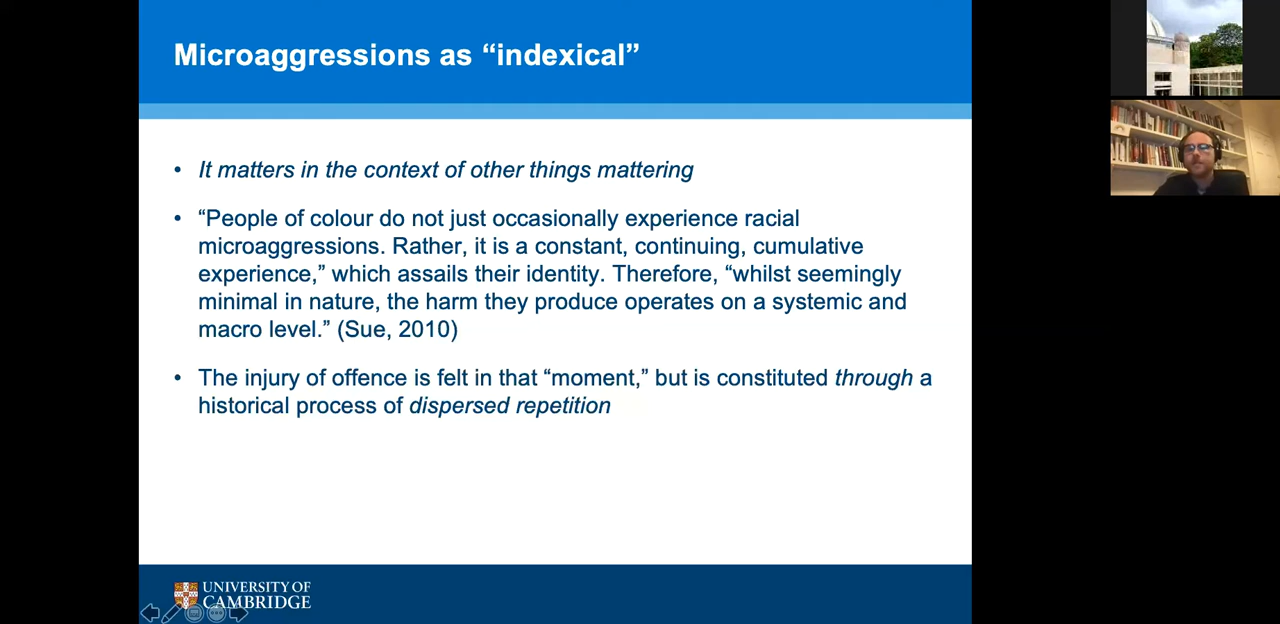 Microaggressions as “indexical”
• It matters in the context of other things mattering
• “People of colour do not just occasionally experience racial
microaggressions. Rather, it is a constant, continuing, cumulative
experience,” which assails their identity. Therefore, “whilst seemingly
minimal in nature, the harm they produce operates on a systemic and
macro level.” (Sue, 2010)
• The injury of offence is felt in that “moment,” but is constituted through a
historical process of dispersed repetition
UNIVERSITY OF
CAMBRIDGE